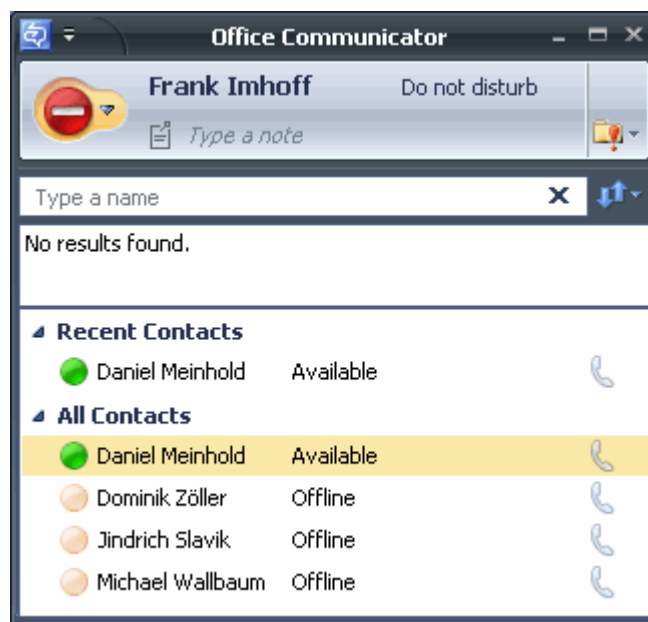 Office Communicator
Frank Imhoff Do not disturb
Type a note
Type a name
No results found.
Recent Contacts
Daniel Meinhold Available
All Contacts
Daniel Meinhold Available
Dominik Zöller Offline
Jindrich Slavik Offline
Michael Wallbaum Offline